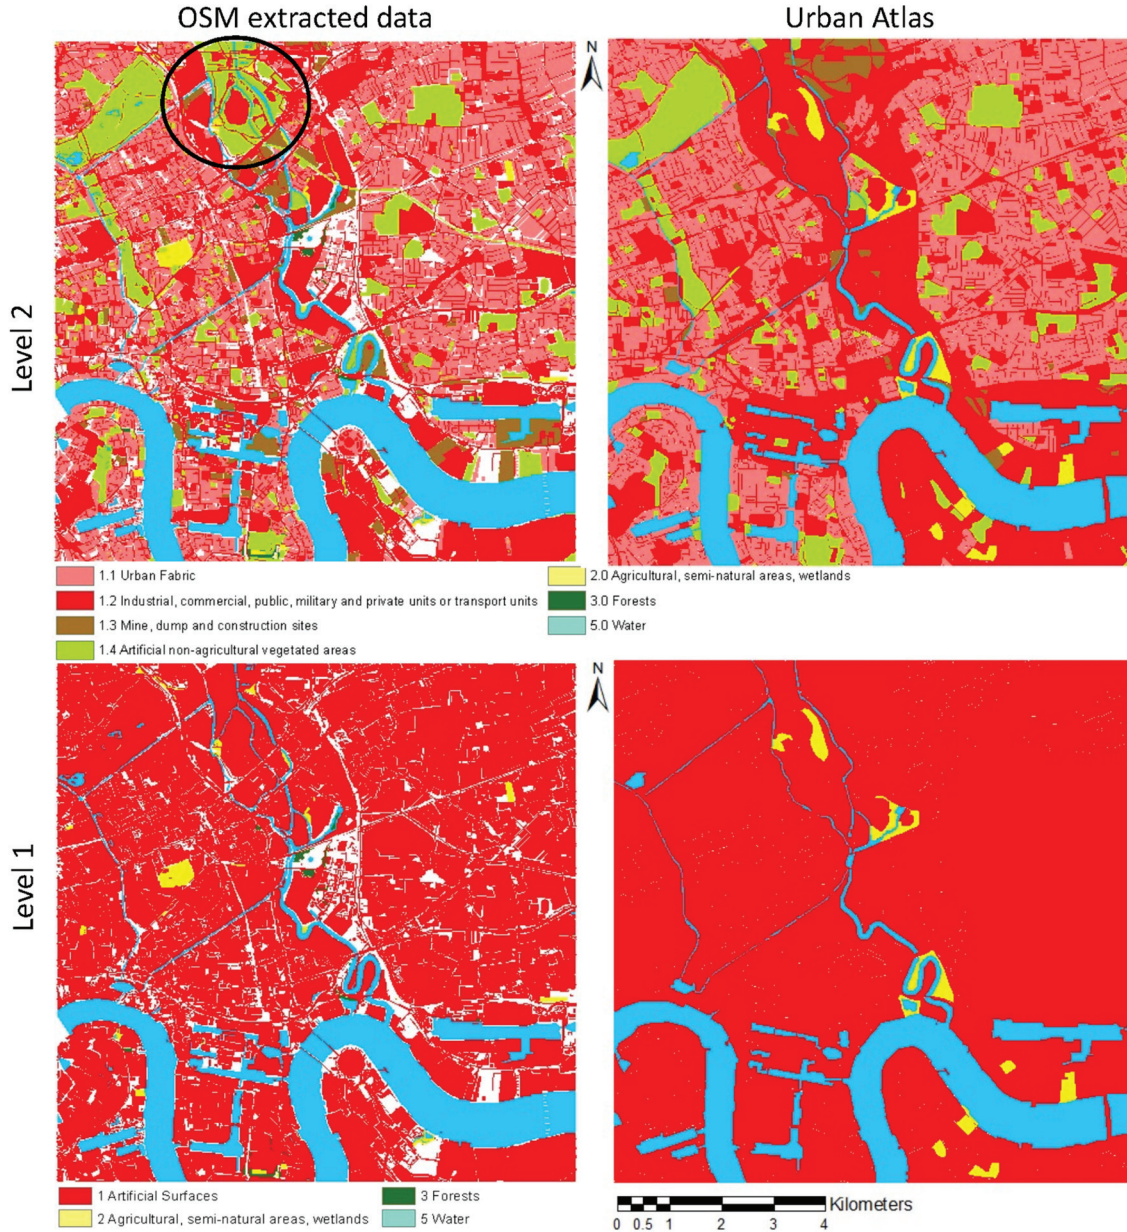 OSM extracted data
Urban Atlas
N
Level 2
1.1 Urban Fabric
2.0 Agricultural, semi-natural areas, wetlands
1.2 Industrial, commercial, public, military and private units or transport units
3.0 Forests
1.3 Mine, dump and construction sites
5.0 Water
1.4 Artificial non-agricultural vegetated areas
N
Level 1
1 Artificial Surfaces
3 Forests
2 Agricultural, semi-natural areas, wetlands
5 Water
Kilometers
0 0.5 1 2 3 4